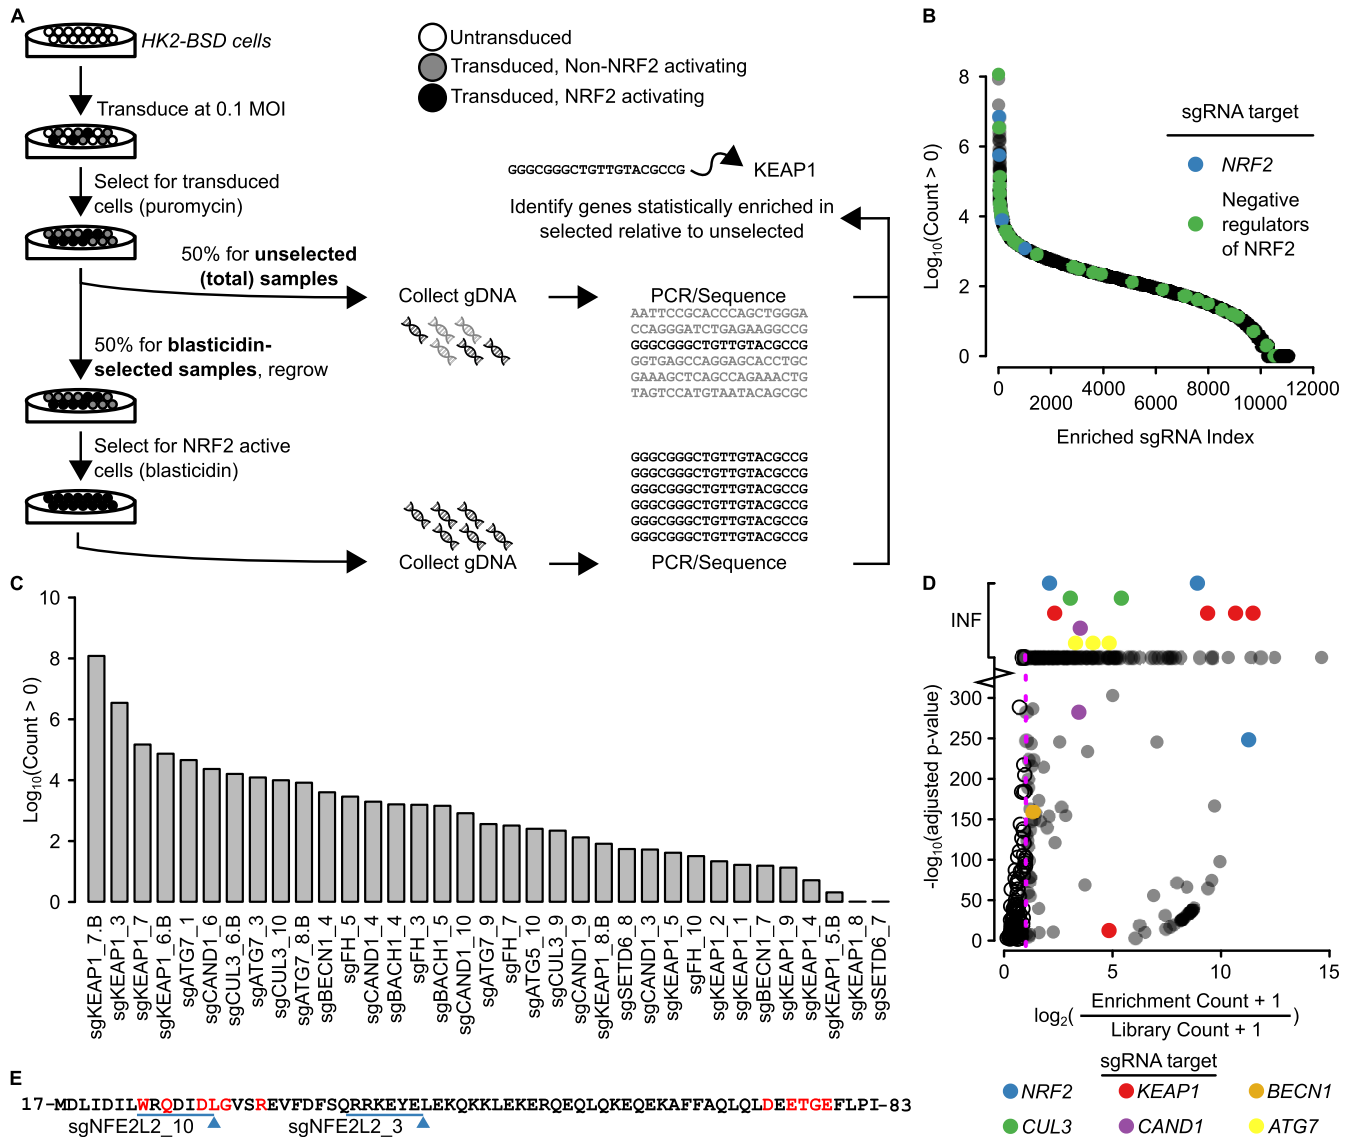 A
HK2-BSD cells
Transduce at 0.1 MOI
Select for transduced
cells (puromycin)
50% for unselected
(total) samples
50% for blasticidin-
selected samples, regrow
Select for NRF2 active
cells (blasticidin)
Untransduced
Transduced, Non-NRF2 activating
Transduced, NRF2 activating
GGGCGGGCTGTTGTACGCCG
KEAP1
Identify genes statistically enriched in
selected relative to unselected
Collect gDNA
PCR/Sequence
AATTCCGCACCCAGCTGGGA
CCAGGGATCTGAGAAGGCCG
GGGCGGGCTGTTGTACGCCG
GGTGAGCCAGGAGCACCTGC
GAAAGCTCAGCCAGAAACTG
TAGTCCATGTAATACAGCGC
GGGCGGGCTGTTGTACGCCG
GGGCGGGCTGTTGTACGCCG
GGGCGGGCTGTTGTACGCCG
GGGCGGGCTGTTGTACGCCG
GGGCGGGCTGTTGTACGCCG
GGGCGGGCTGTTGTACGCCG
Collect gDNA
PCR/Sequence
B
Log10(Count > 0)
8
6
4
2
0
0
2000
4000
6000
8000
10000
12000
Enriched sgRNA Index
sgRNA target
NRF2
Negative
regulators
of NRF2
C
Log10(Count > 0)
10
8
6
4
2
0
sgKEAP1_7.B
sgKEAP1_3
sgKEAP1_7
sgKEAP1_6.B
sgATG7_1
sgCAND1_6
sgCUL3_6.B
sgATG7_3
sgCUL3_10
sgATG7_8.B
sgBECN1_4
sgFH_5
sgCAND1_4
sgBACH1_4
sgFH_3
sgBACH1_5
sgCAND1_10
sgATG7_9
sgFH_7
sgATG5_10
sgCUL3_9
sgCAND1_9
sgKEAP1_8.B
sgSETD6_8
sgCAND1_3
sgKEAP1_5
sgFH_10
sgKEAP1_2
sgKEAP1_1
sgBECN1_7
sgKEAP1_9
sgKEAP1_4
sgKEAP1_5.B
sgKEAP1_8
sgSETD6_7
D
INF
-log10(adjusted p-value)
300
250
200
150
100
50
0
0
5
10
15
log2(Enrichment Count + 1
Library Count + 1)
sgRNA target
NRF2
KEAP1
BECN1
CUL3
CAND1
ATG7
E
17-MDLIDILWRQDIDLGVSREVFDFSQRRKEYELEKQKKLEKERQEQLQKEQEKAFFAQLQLDEETGEFLPI-83
sgNFE2L2_10
sgNFE2L2_3